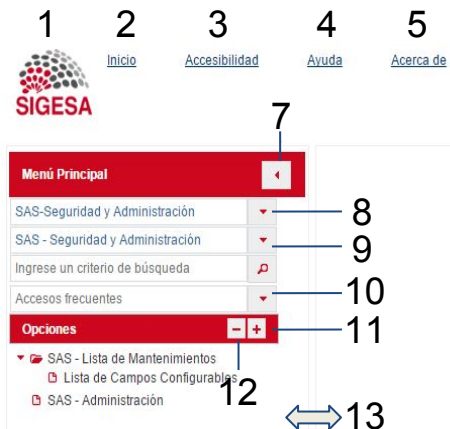 1 2 3 4 5
Inicio Accesibilidad Ayuda Acerca de
SIGESA
7
Menú Principal
SAS-Seguridad y Administración 8
SAS - Seguridad y Administración 9
Ingrese un criterio de búsqueda
Accesos frecuentes 10
Opciones - + 11
SAS - Lista de Mantenimientos
Lista de Campos Configurables
12
SAS - Administración
13